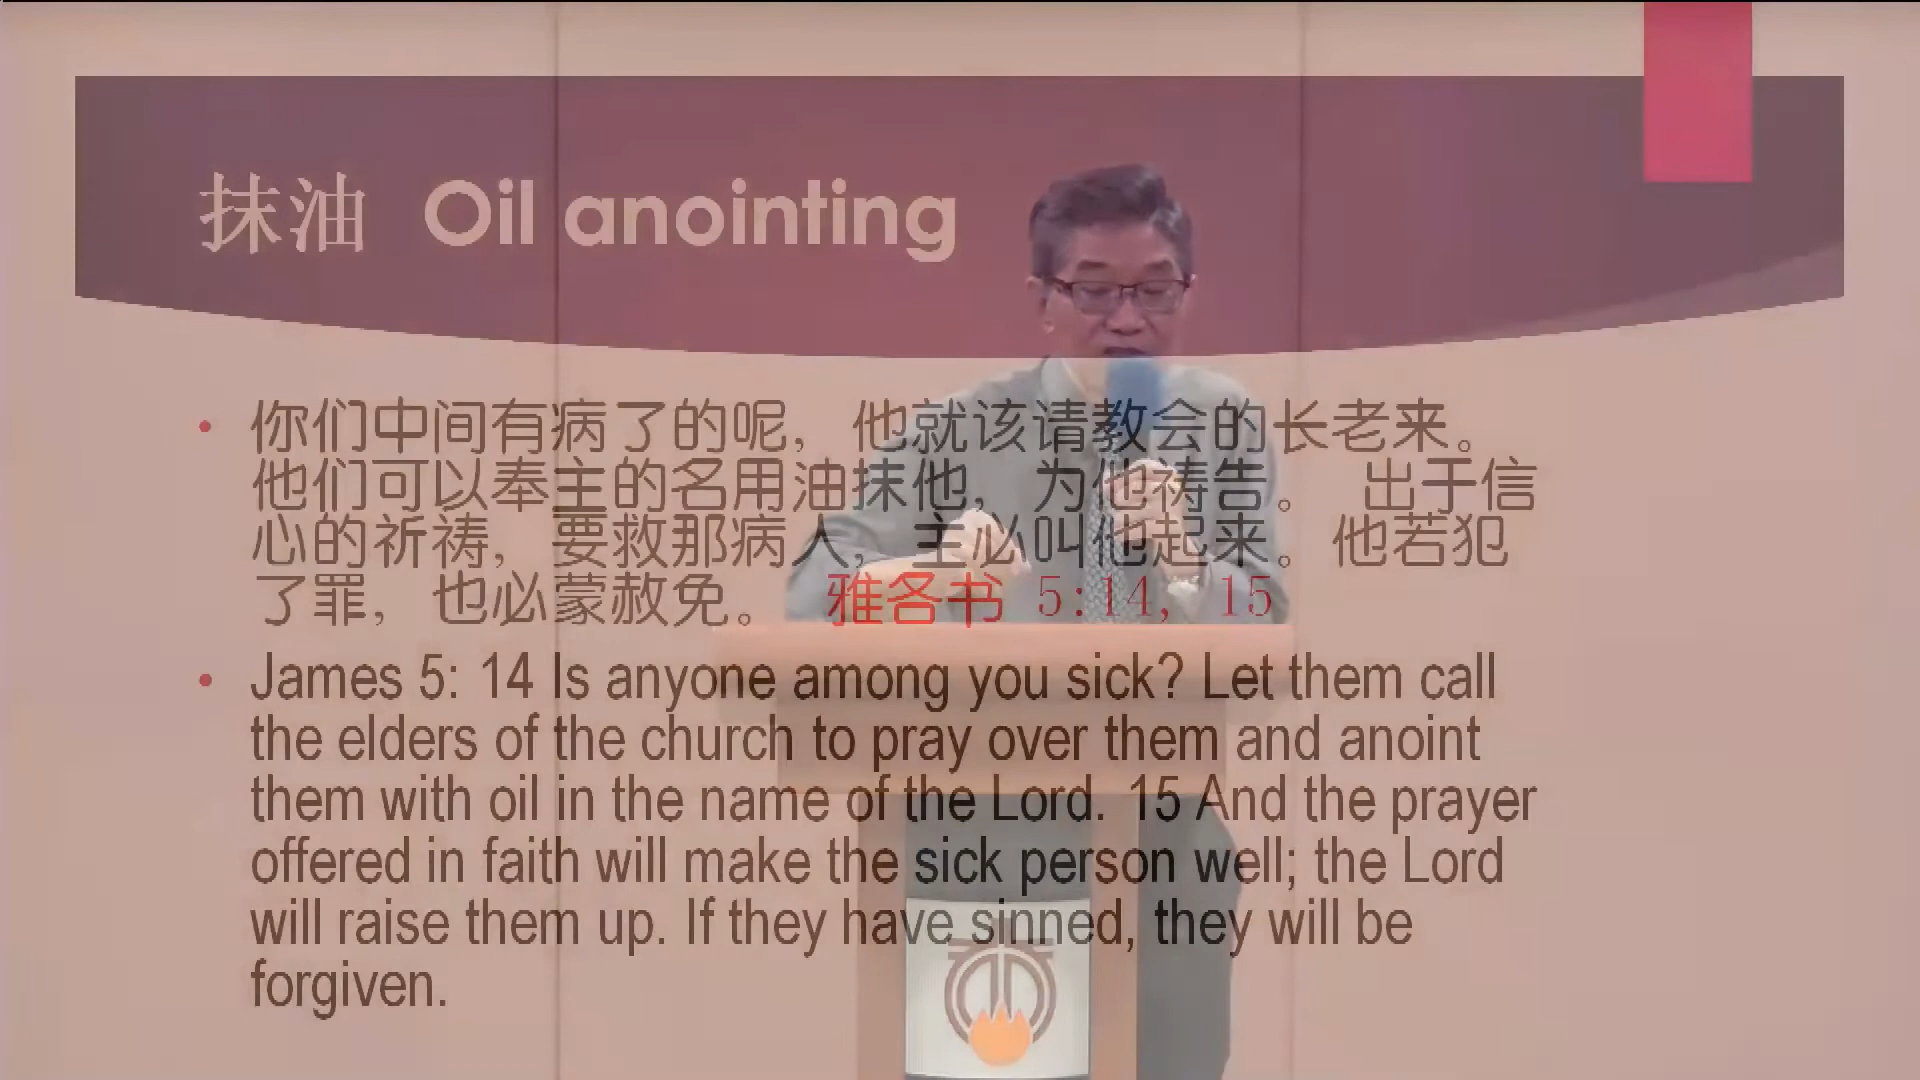 抹油 Oil anointing
• 你们中间有病了的呢，他就该请教会的长老来。
他们可以奉主的名用油抹他，为他祷告。 出于信
心的祈祷，要救那病人，主必叫他起来。他若犯
了罪，也必蒙赦免。 雅各书 5:14, 15
• James 5: 14 Is anyone among you sick? Let them call
the elders of the church to pray over them and anoint
them with oil in the name of the Lord. 15 And the prayer
offered in faith will make the sick person well; the Lord
will raise them up. If they have sinned, they will be
forgiven.